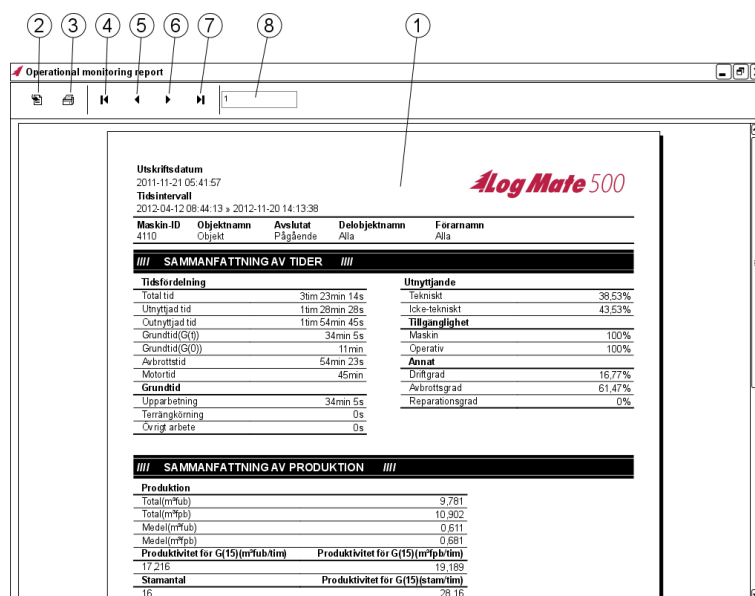 2 3 4 5 6 7 8 1
Operational monitoring report
1
Utskriftsdatum
2011-11-21 05:41:57
Tidsintervall
2012-04-12 08:44:13 » 2012-11-20 14:13:38
Log Mate 500
Maskin-ID Objektnamn Avslutat Delobjektnamn Förarnamn
4110 Objekt Pågående Alla Alla
//// SAMMANFATTNING AV TIDER ////
Tidsfördelning
Total tid 3tim 23min 14s
Utnyttjad tid 1tim 28min 28s
Outnyttjad tid 1tim 54min 45s
Grundtid(G(t)) 34min 5s
Grundtid(G(0)) 11min
Avbrottstid 54min 23s
Motortid 45min
Grundtid
Upparbetning 34min 5s
Terrängkörning 0s
Övrigt arbete 0s
Utnyttjande
Tekniskt 38,53%
Icke-tekniskt 43,53%
Tillgänglighet
Maskin 100%
Operativ 100%
Annat
Driftgrad 16,77%
Avbrottsgrad 61,47%
Reparationsgrad 0%
//// SAMMANFATTNING AV PRODUKTION ////
Produktion
Total(m³fub) 9,781
Total(m³fpb) 10,902
Medel(m³fub) 0,611
Medel(m³fpb) 0,681
Produktivitet för G(15)(m³fub/tim) Produktivitet för G(15)(m³fpb/tim)
17,216 19,189
Stamantal Produktivitet för G(15)(stam/tim)
16 28,16